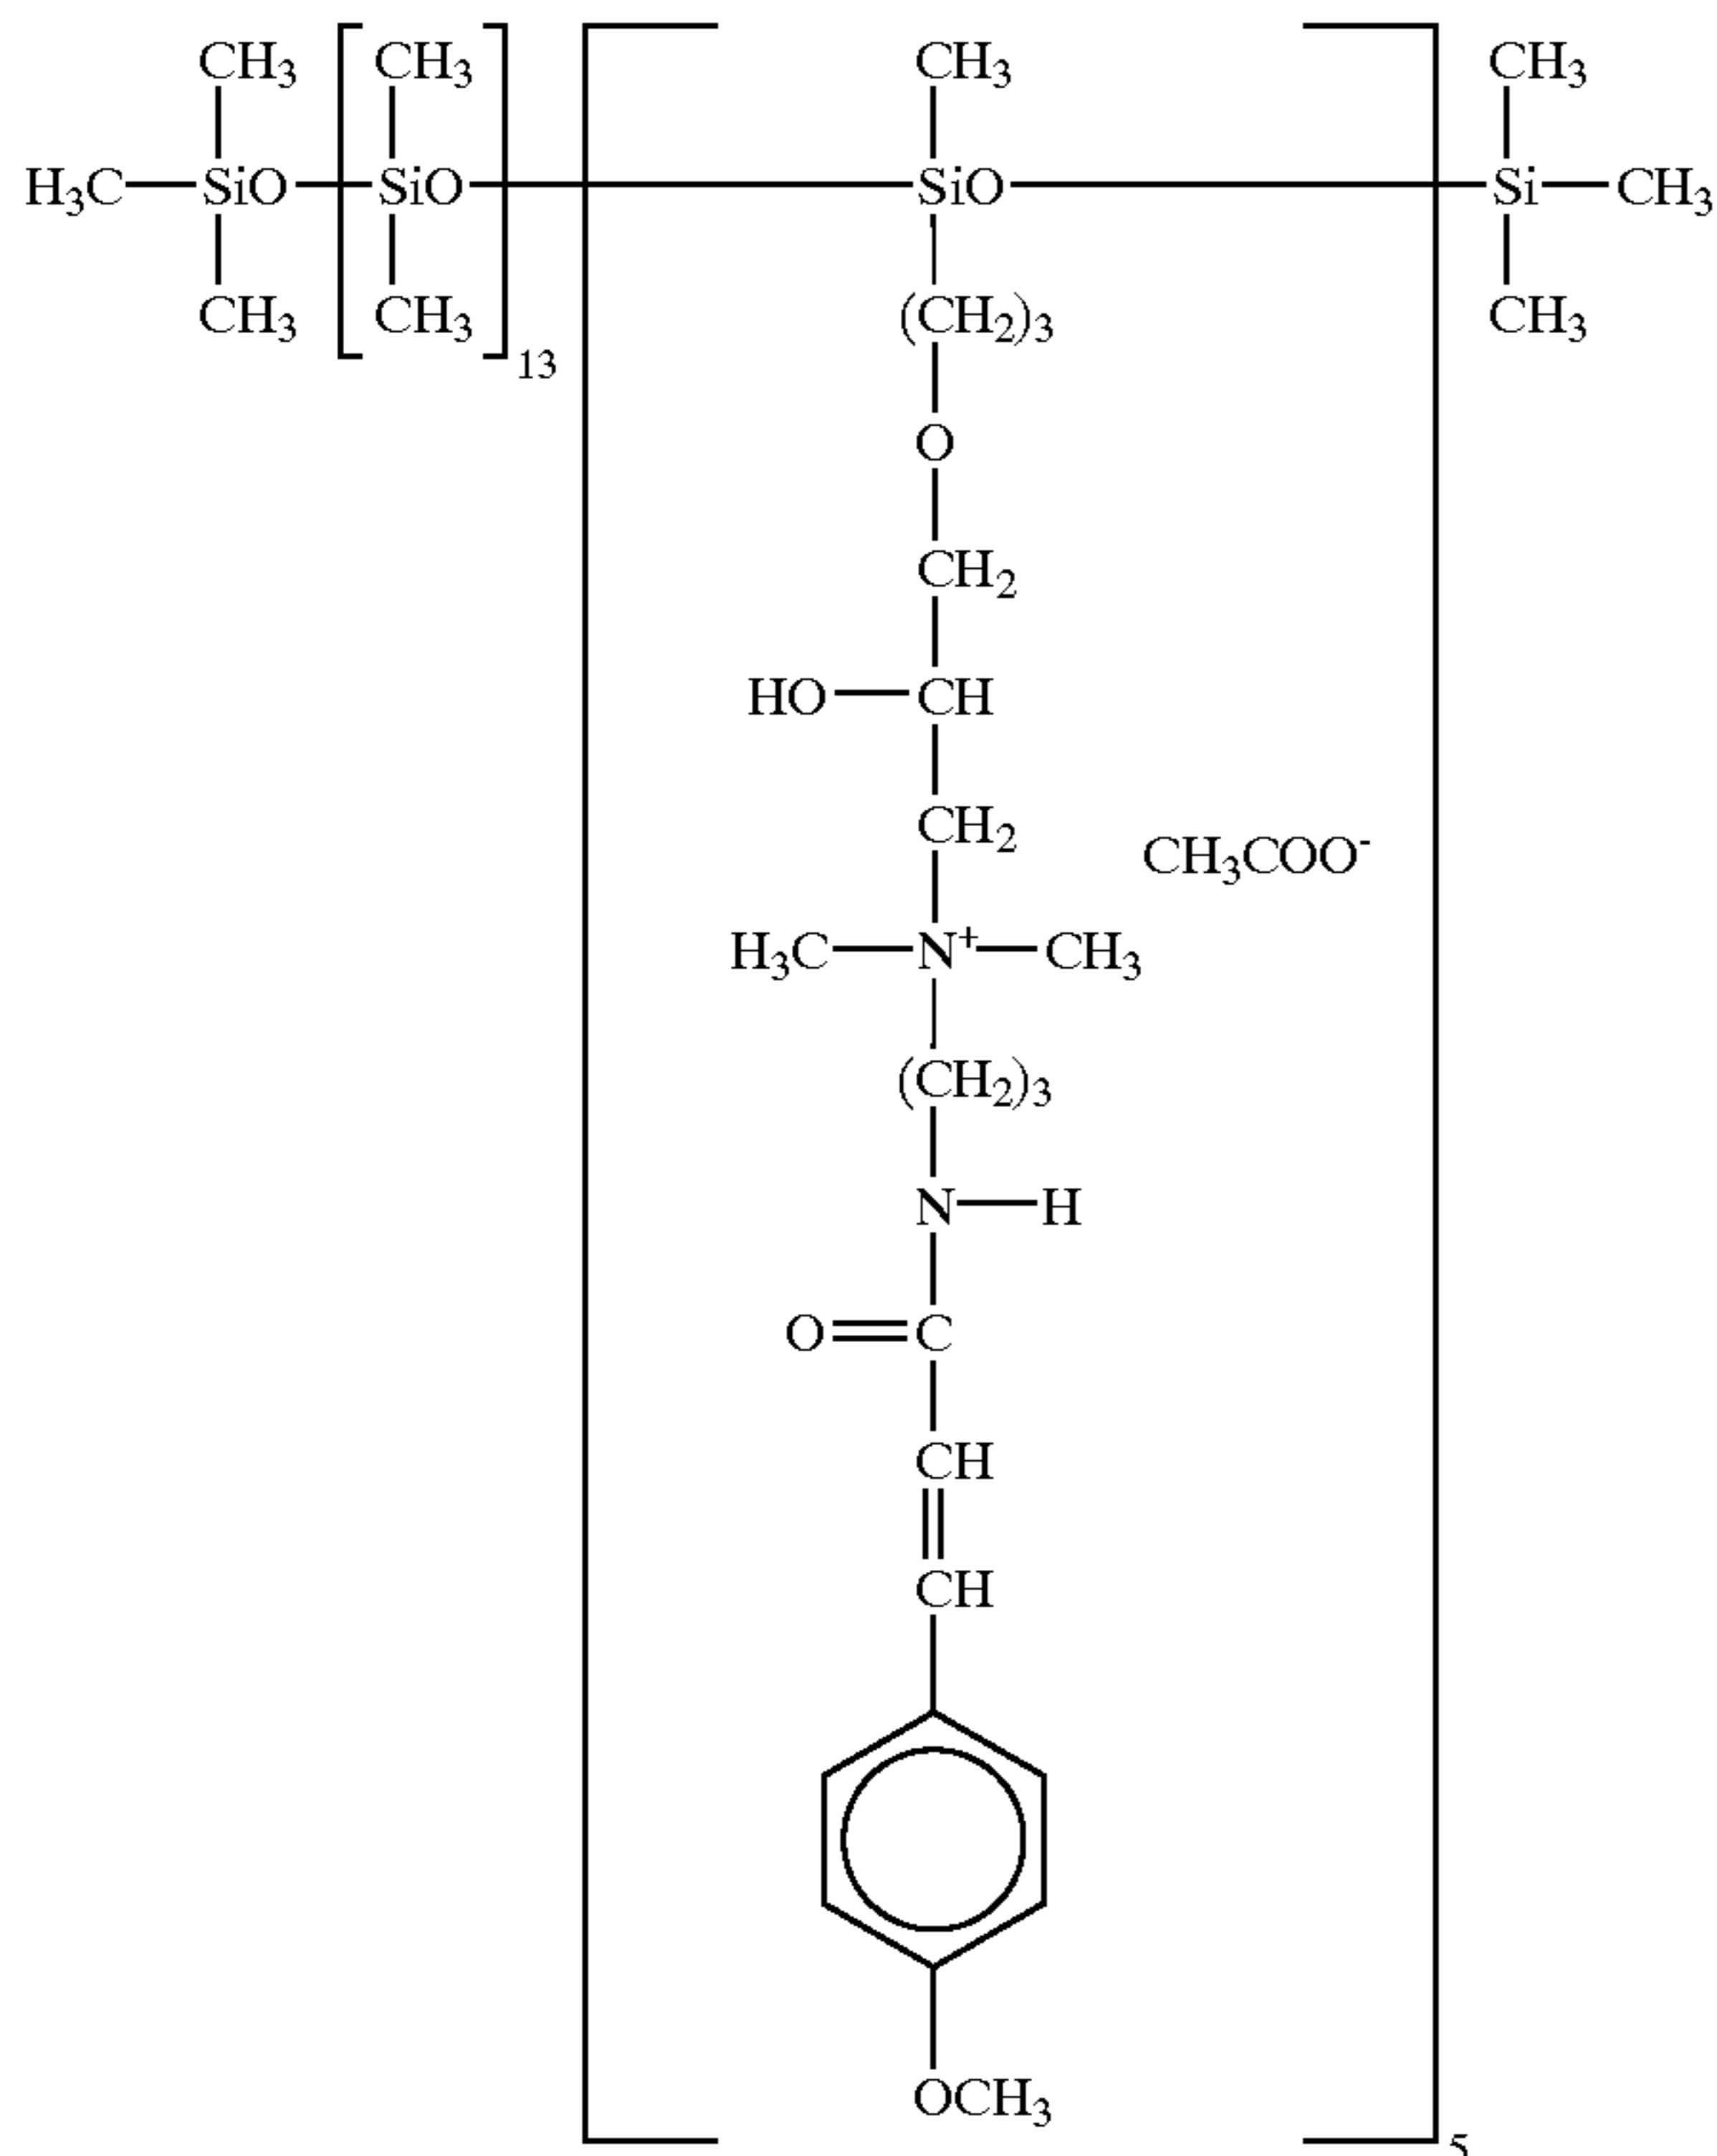 CH₃ CH₃ CH₃ CH₃
H₃C SiO SiO SiO Si CH₃
CH₃ CH₃ (CH₂)₃ CH₃
13
O
CH₂
HO CH
CH₂
CH₃COO⁻
H₃C N⁺ CH₃
(CH₂)₃
N H
O C
CH
CH
OCH₃
5